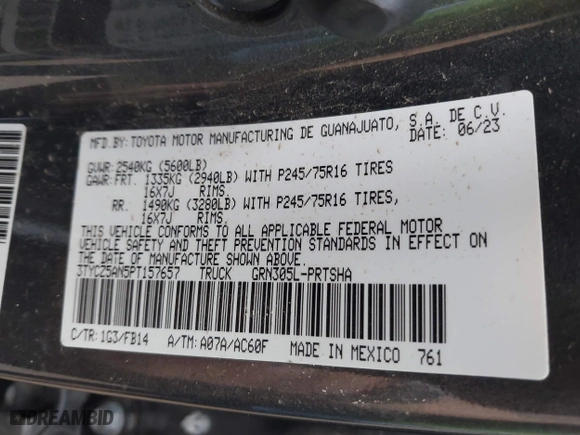 MFD.BY:TOYOTA MOTOR MANUFACTURING DE GUANAJUATO, S.A. DE C.V.
DATE: 06/23
GVWR:2540KG (5600LB)
GAWR:FRT. 1335KG (2940LB) WITH P245/75R16 TIRES
16X7J RIMS.
RR. 1490KG (3280LB) WITH P245/75R16 TIRES,
16X7J RIMS,
THIS VEHICLE CONFORMS TO ALL APPLICABLE FEDERAL MOTOR
VEHICLE SAFETY AND THEFT PREVENTION STANDARDS IN EFFECT ON
THE DATE OF MANUFACTURE SHOWN ABOVE.
3TYCZ5AN5PT157657 TRUCK GRN305L-PRTSHA
C/TR:1G3/FB14 A/TM:A07A/AC60F MADE IN MEXICO 761
DREAMBID